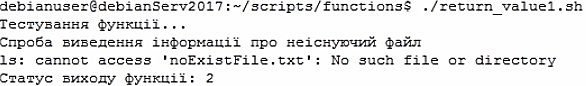 debianuser@debianServ2017:~/scripts/functions$ ./return_value1.sh
Тестування функції...
Спроба виведення інформації про неіснуючий файл
ls: cannot access 'noExistFile.txt': No such file or directory
Статус виходу функції: 2